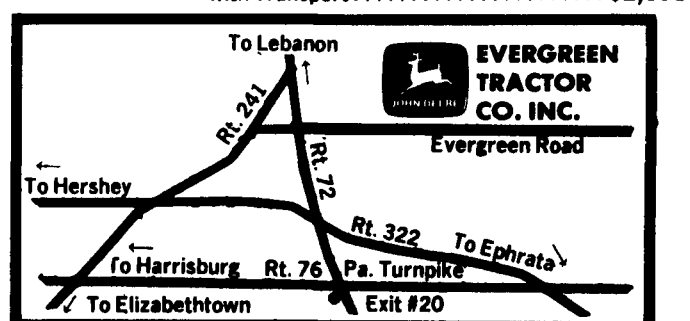 To Lebanon
EVERGREEN
TRACTOR
CO. INC.
JOHN DEERE
Rt. 241
Evergreen Road
Rt. 72
To Hershey
Rt. 322
To Ephrata
To Harrisburg Rt. 76 Pa. Turnpike
To Elizabethtown Exit #20